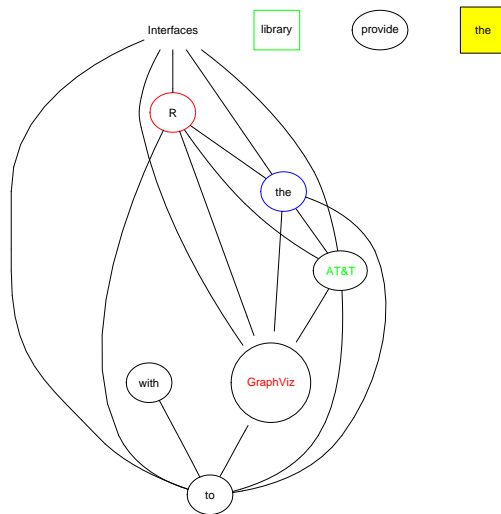 Interfaces
library
provide
the
R
the
AT&T
with
GraphViz
to